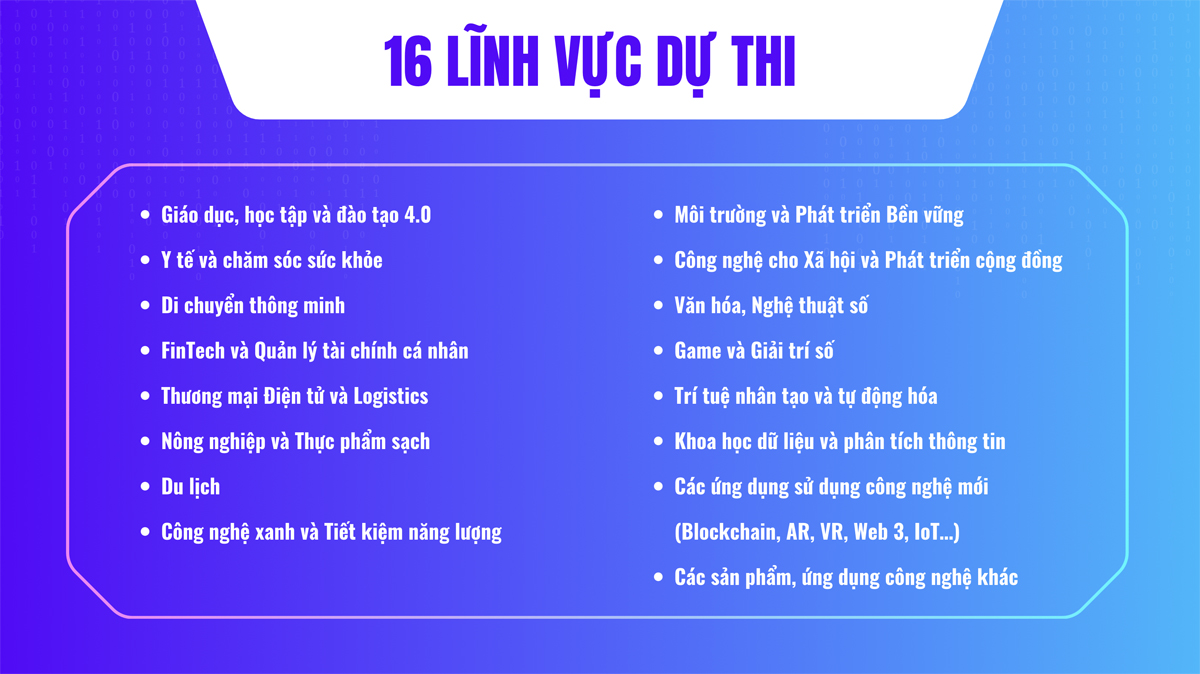 16 LĨNH VỰC DỰ THI
• Giáo dục, học tập và đào tạo 4.0
• Y tế và chăm sóc sức khỏe
• Di chuyển thông minh
• FinTech và Quản lý tài chính cá nhân
• Thương mại Điện tử và Logistics
• Nông nghiệp và Thực phẩm sạch
• Du lịch
• Công nghệ xanh và Tiết kiệm năng lượng
• Môi trường và Phát triển Bền vững
• Công nghệ cho Xã hội và Phát triển cộng đồng
• Văn hóa, Nghệ thuật số
• Game và Giải trí số
• Trí tuệ nhân tạo và tự động hóa
• Khoa học dữ liệu và phân tích thông tin
• Các ứng dụng sử dụng công nghệ mới
(Blockchain, AR, VR, Web 3, IoT...)
• Các sản phẩm, ứng dụng công nghệ khác